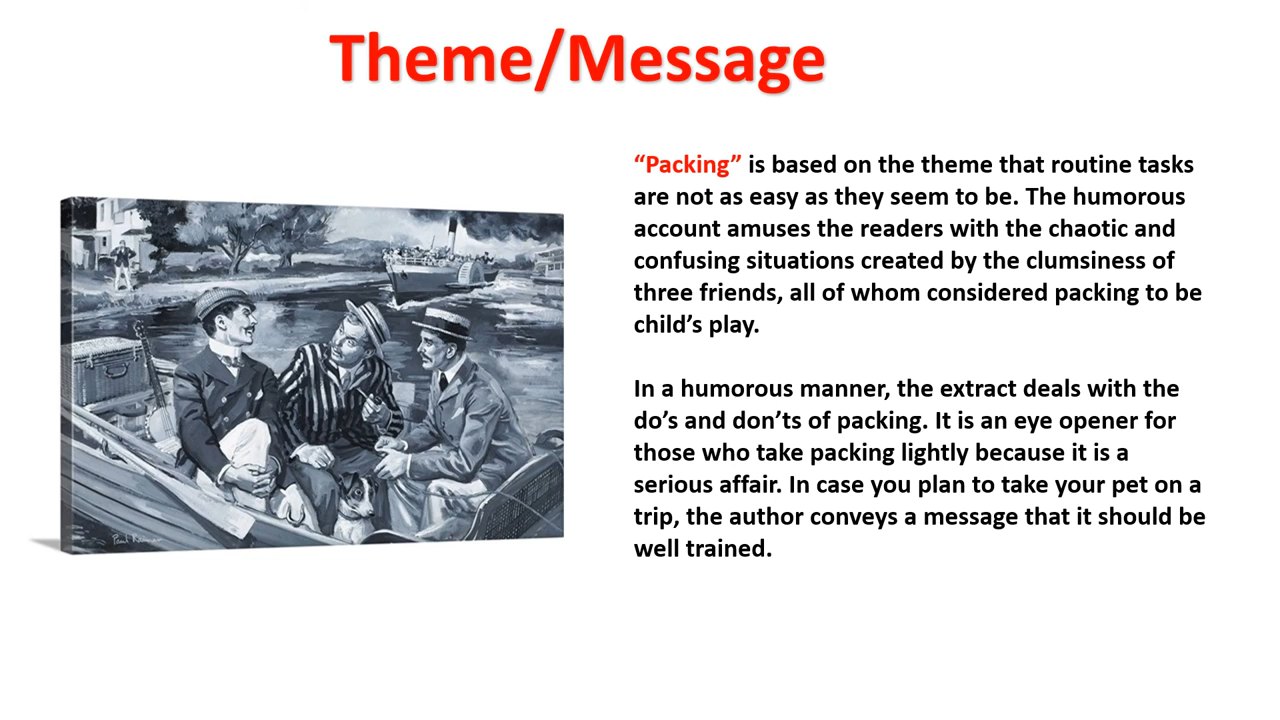 Theme/Message
“Packing” is based on the theme that routine tasks
are not as easy as they seem to be. The humorous
account amuses the readers with the chaotic and
confusing situations created by the clumsiness of
three friends, all of whom considered packing to be
child’s play.
In a humorous manner, the extract deals with the
do’s and don’ts of packing. It is an eye opener for
those who take packing lightly because it is a
serious affair. In case you plan to take your pet on a
trip, the author conveys a message that it should be
well trained.